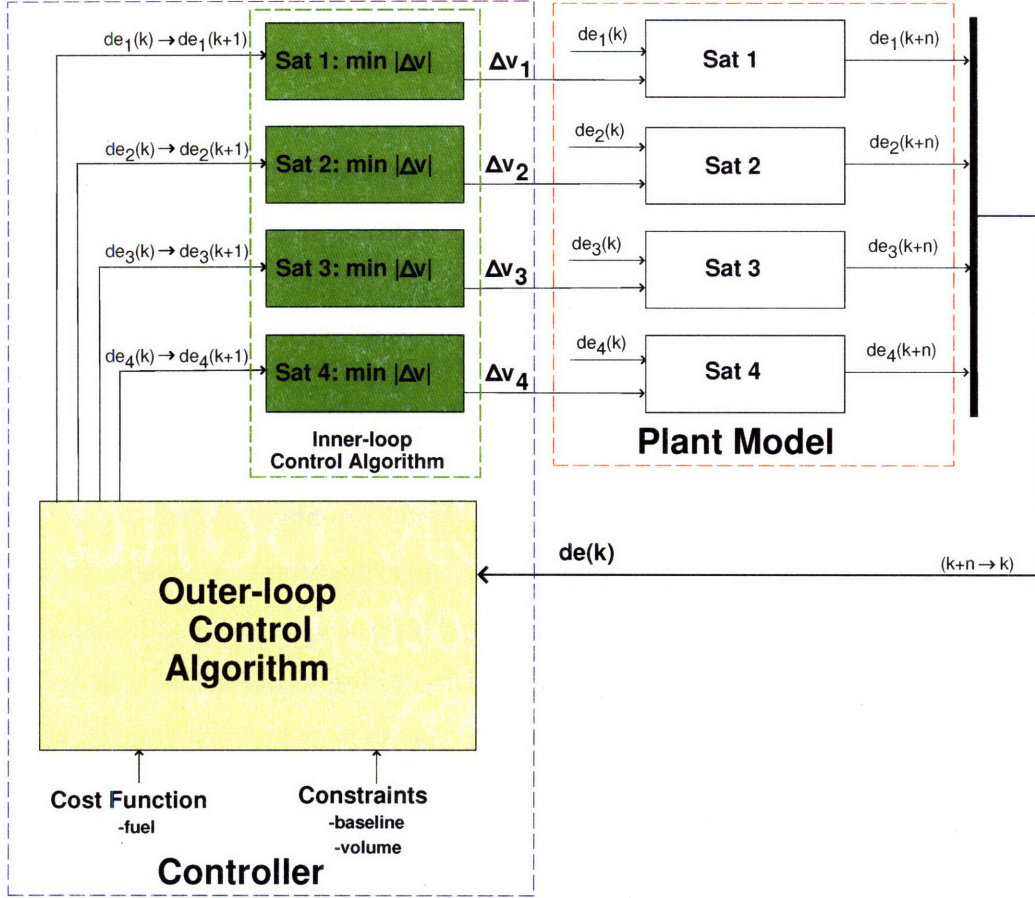 de₁(k) → de₁(k+1)
Sat 1: min |Δv|
Δv₁
de₁(k)
Sat 1
de₁(k+n)
de₂(k) → de₂(k+1)
Sat 2: min |Δv|
Δv₂
de₂(k)
Sat 2
de₂(k+n)
de₃(k) → de₃(k+1)
Sat 3: min |Δv|
Δv₃
de₃(k)
Sat 3
de₃(k+n)
de₄(k) → de₄(k+1)
Sat 4: min |Δv|
Δv₄
de₄(k)
Sat 4
de₄(k+n)
Inner-loop
Control Algorithm
Plant Model
de(k)
(k+n → k)
Outer-loop
Control
Algorithm
Cost Function
-fuel
Constraints
-baseline
-volume
Controller